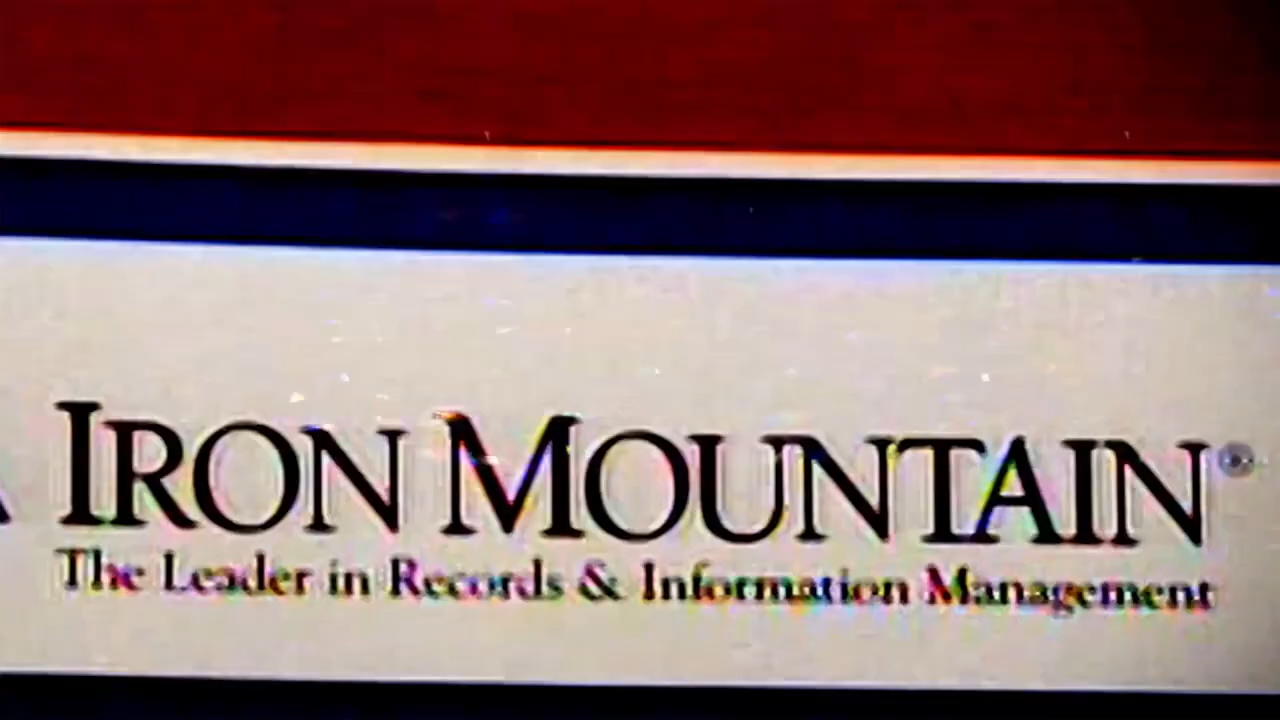 IRON MOUNTAIN®
The Leader in Records & Information Management